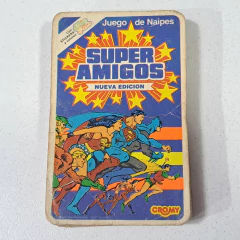 Juego de Naipes
SUPER
AMIGOS
NUEVA EDICION
CROMY